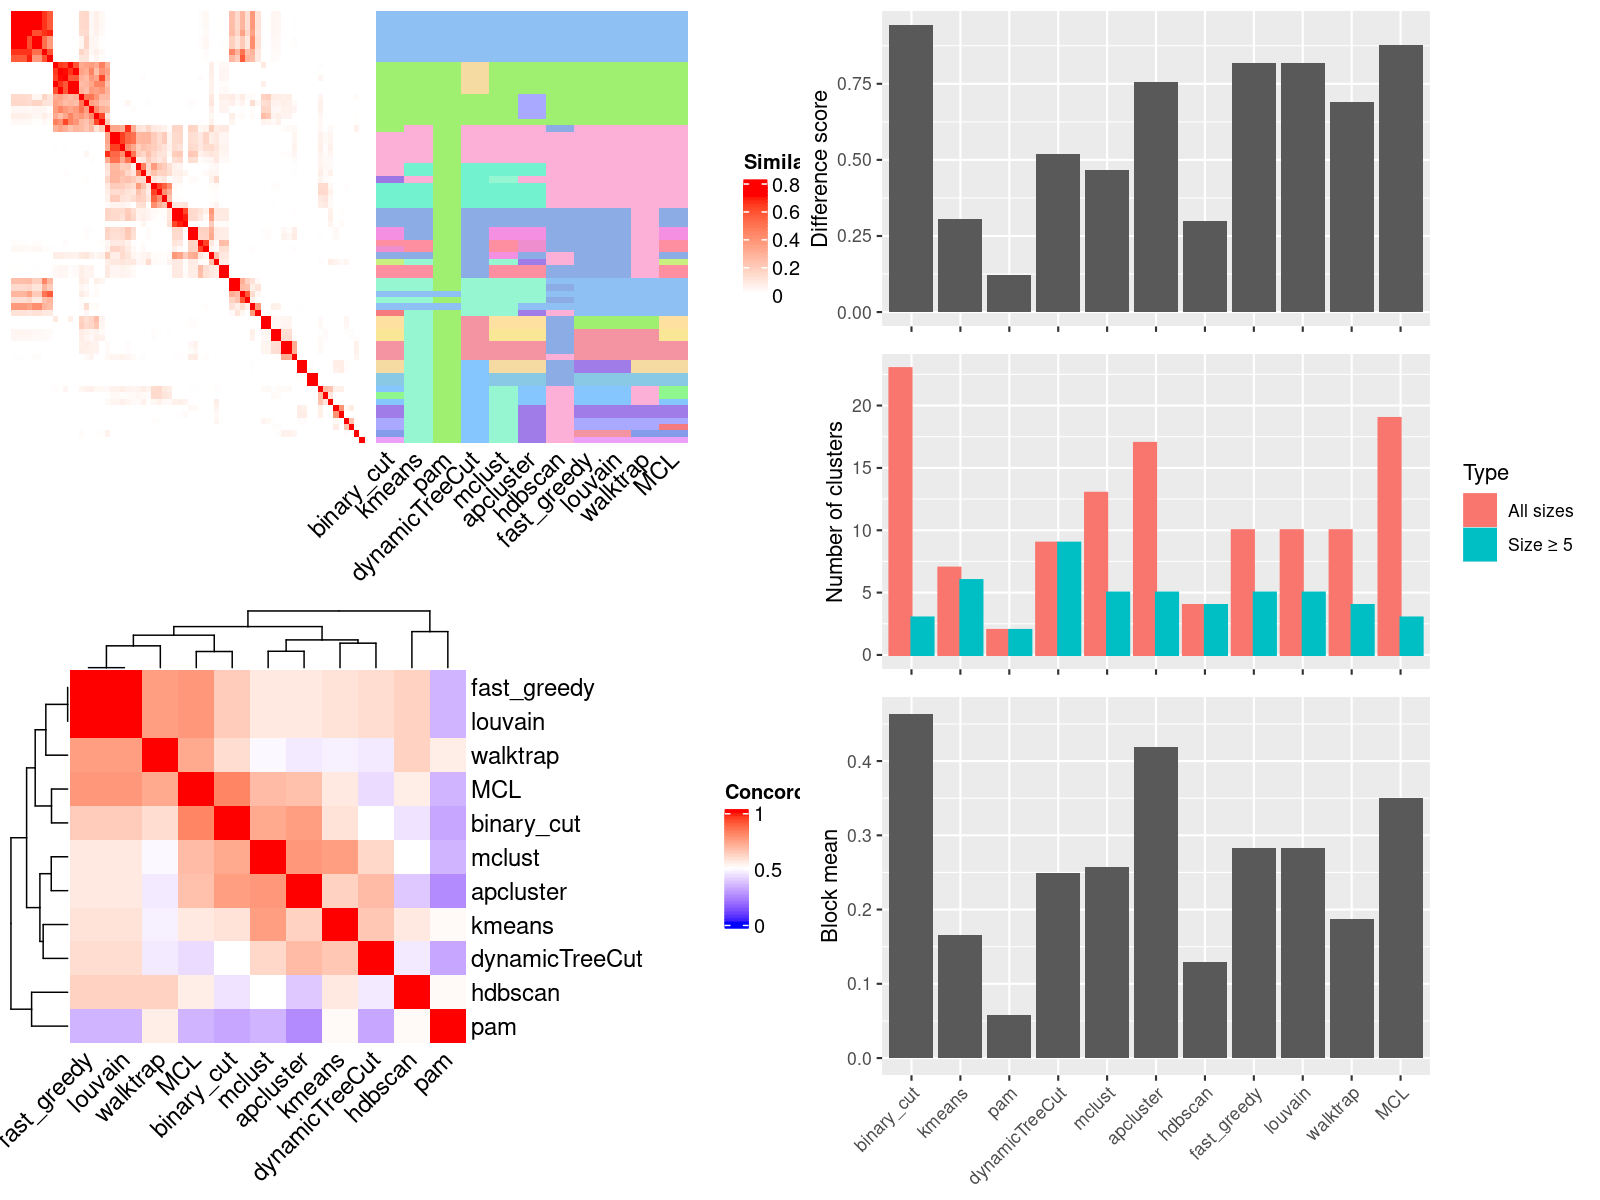 Simila
0.8
0.6
0.4
0.2
0
binary_cut
kmeans
pam
dynamicTreeCut
mclust
apcluster
hdbscan
fast_greedy
louvain
walktrap
MCL
Difference score
0.75
0.50
0.25
0.00
Number of clusters
20
15
10
5
0
Type
All sizes
Size ≥ 5
fast_greedy
louvain
walktrap
MCL
binary_cut
mclust
apcluster
kmeans
dynamicTreeCut
hdbscan
pam
fast_greedy
louvain
walktrap
MCL
binary_cut
mclust
apcluster
kmeans
dynamicTreeCut
hdbscan
pam
Concord
1
0.5
0
Block mean
0.4
0.3
0.2
0.1
0.0
binary_cut
kmeans
pam
dynamicTreeCut
mclust
apcluster
hdbscan
fast_greedy
louvain
walktrap
MCL